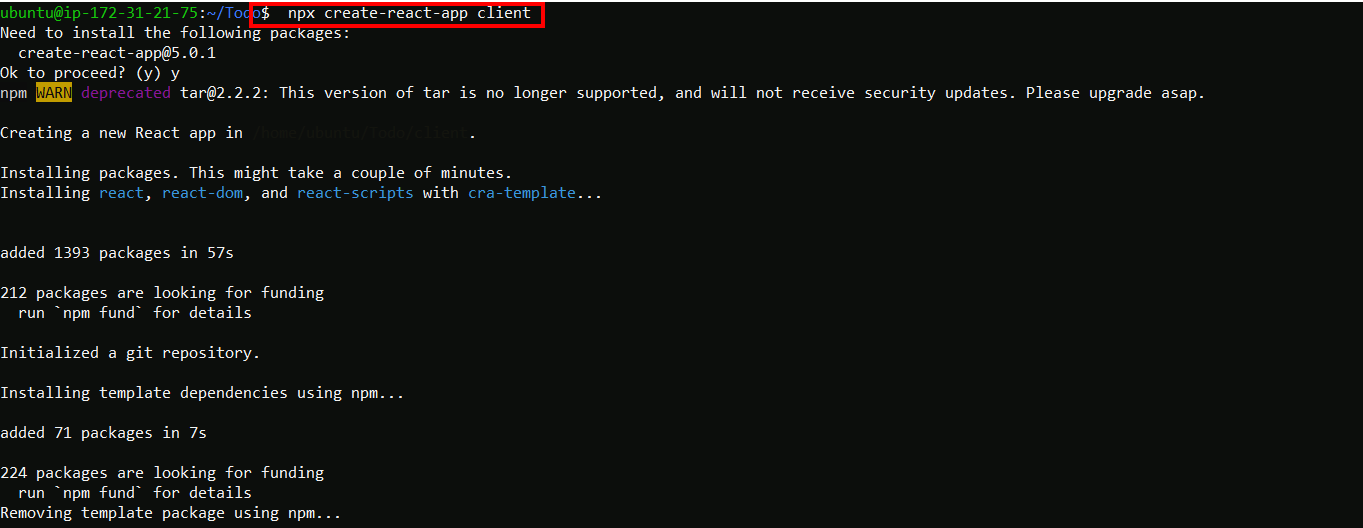 ubuntu@ip-172-31-21-75:~/Todo$  npx create-react-app client
Need to install the following packages:
  create-react-app@5.0.1
Ok to proceed? (y) y
npm WARN deprecated tar@2.2.2: This version of tar is no longer supported, and will not receive security updates. Please upgrade asap.
Creating a new React app in /home/ubuntu/Todo/client.
Installing packages. This might take a couple of minutes.
Installing react, react-dom, and react-scripts with cra-template...
added 1393 packages in 57s
212 packages are looking for funding
  run `npm fund` for details
Initialized a git repository.
Installing template dependencies using npm...
added 71 packages in 7s
224 packages are looking for funding
  run `npm fund` for details
Removing template package using npm...